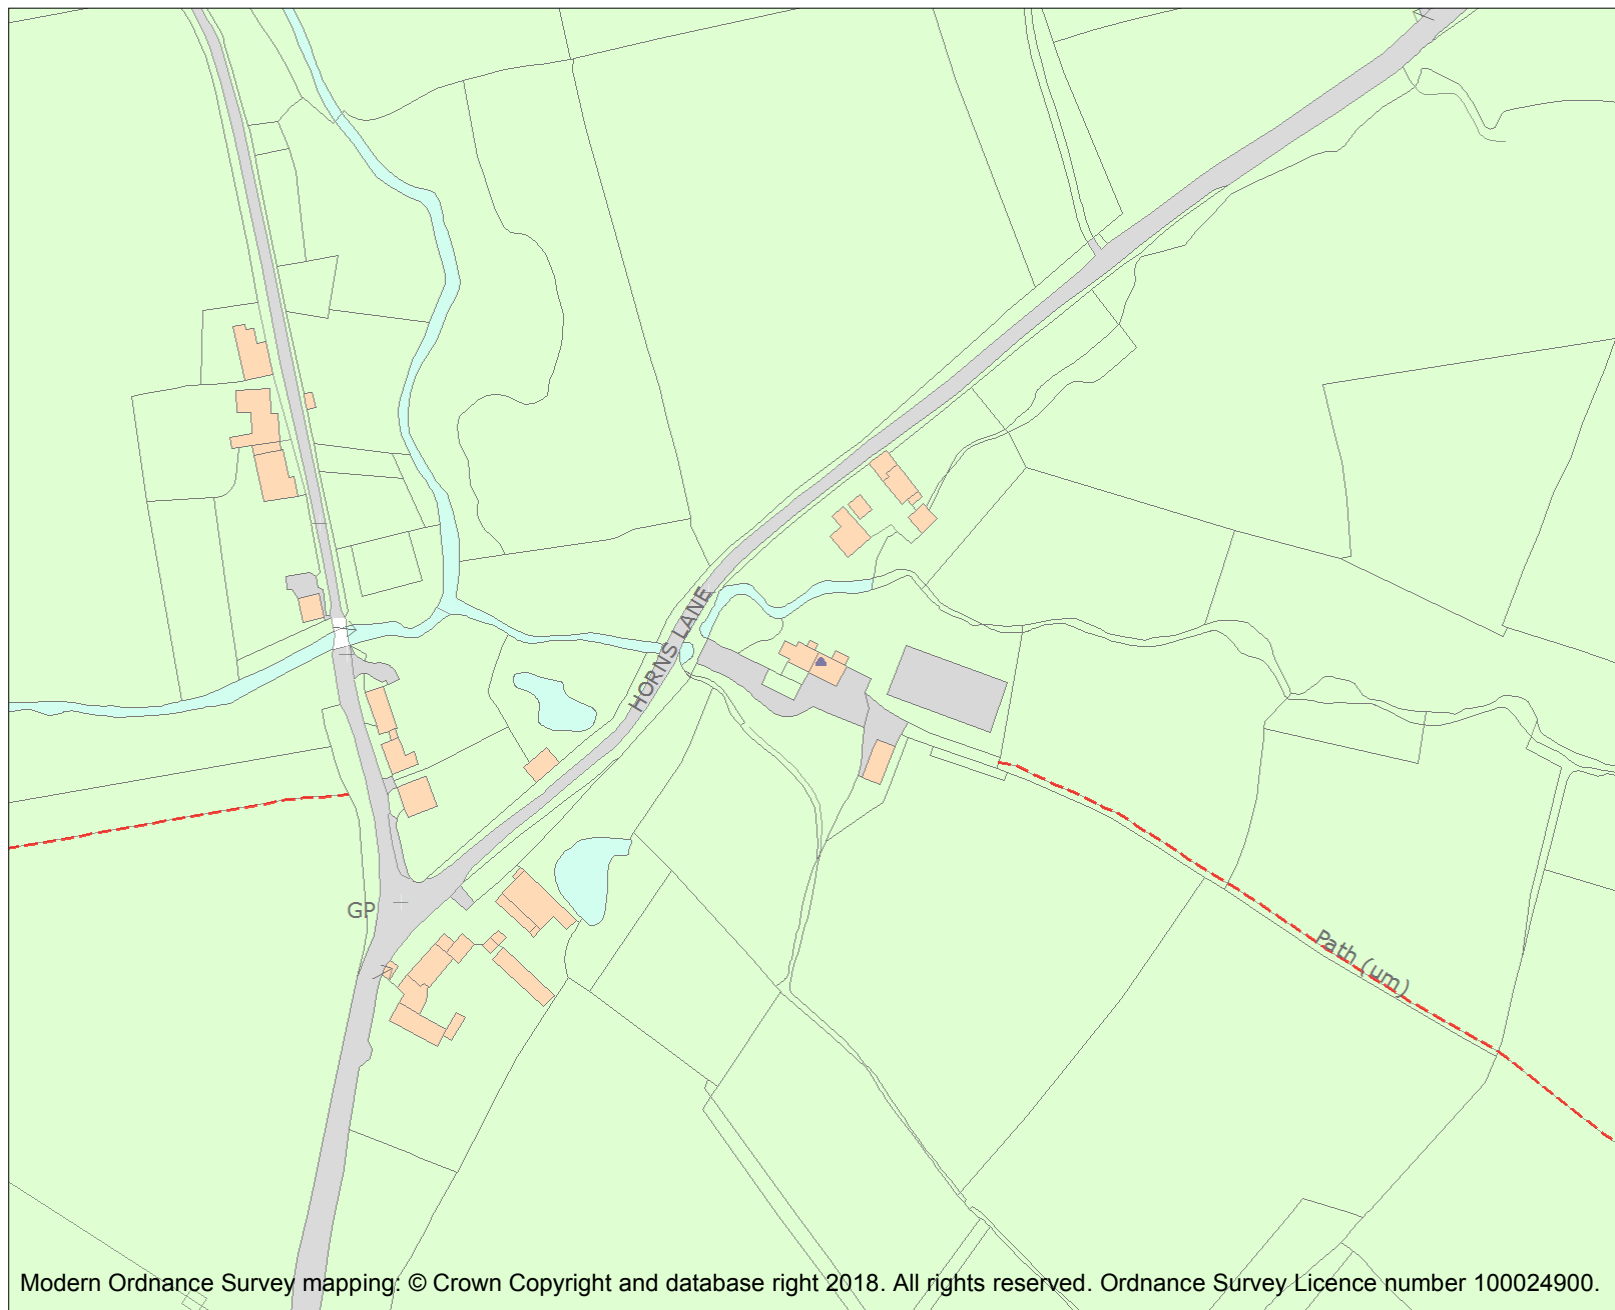 HORNS LANE
GP
Path (um)
Modern Ordnance Survey mapping: © Crown Copyright and database right 2018. All rights reserved. Ordnance Survey Licence number 100024900.